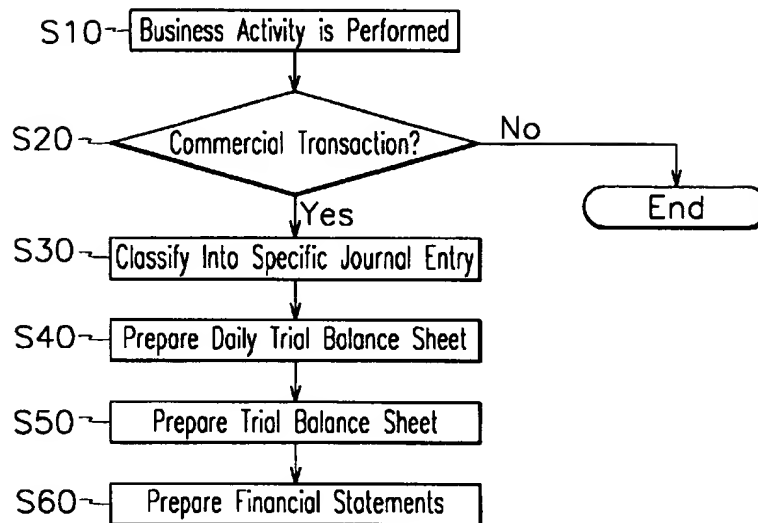 S10 Business Activity is Performed
S20 Commercial Transaction? No
End
Yes
S30 Classify Into Specific Journal Entry
S40 Prepare Daily Trial Balance Sheet
S50 Prepare Trial Balance Sheet
S60 Prepare Financial Statements